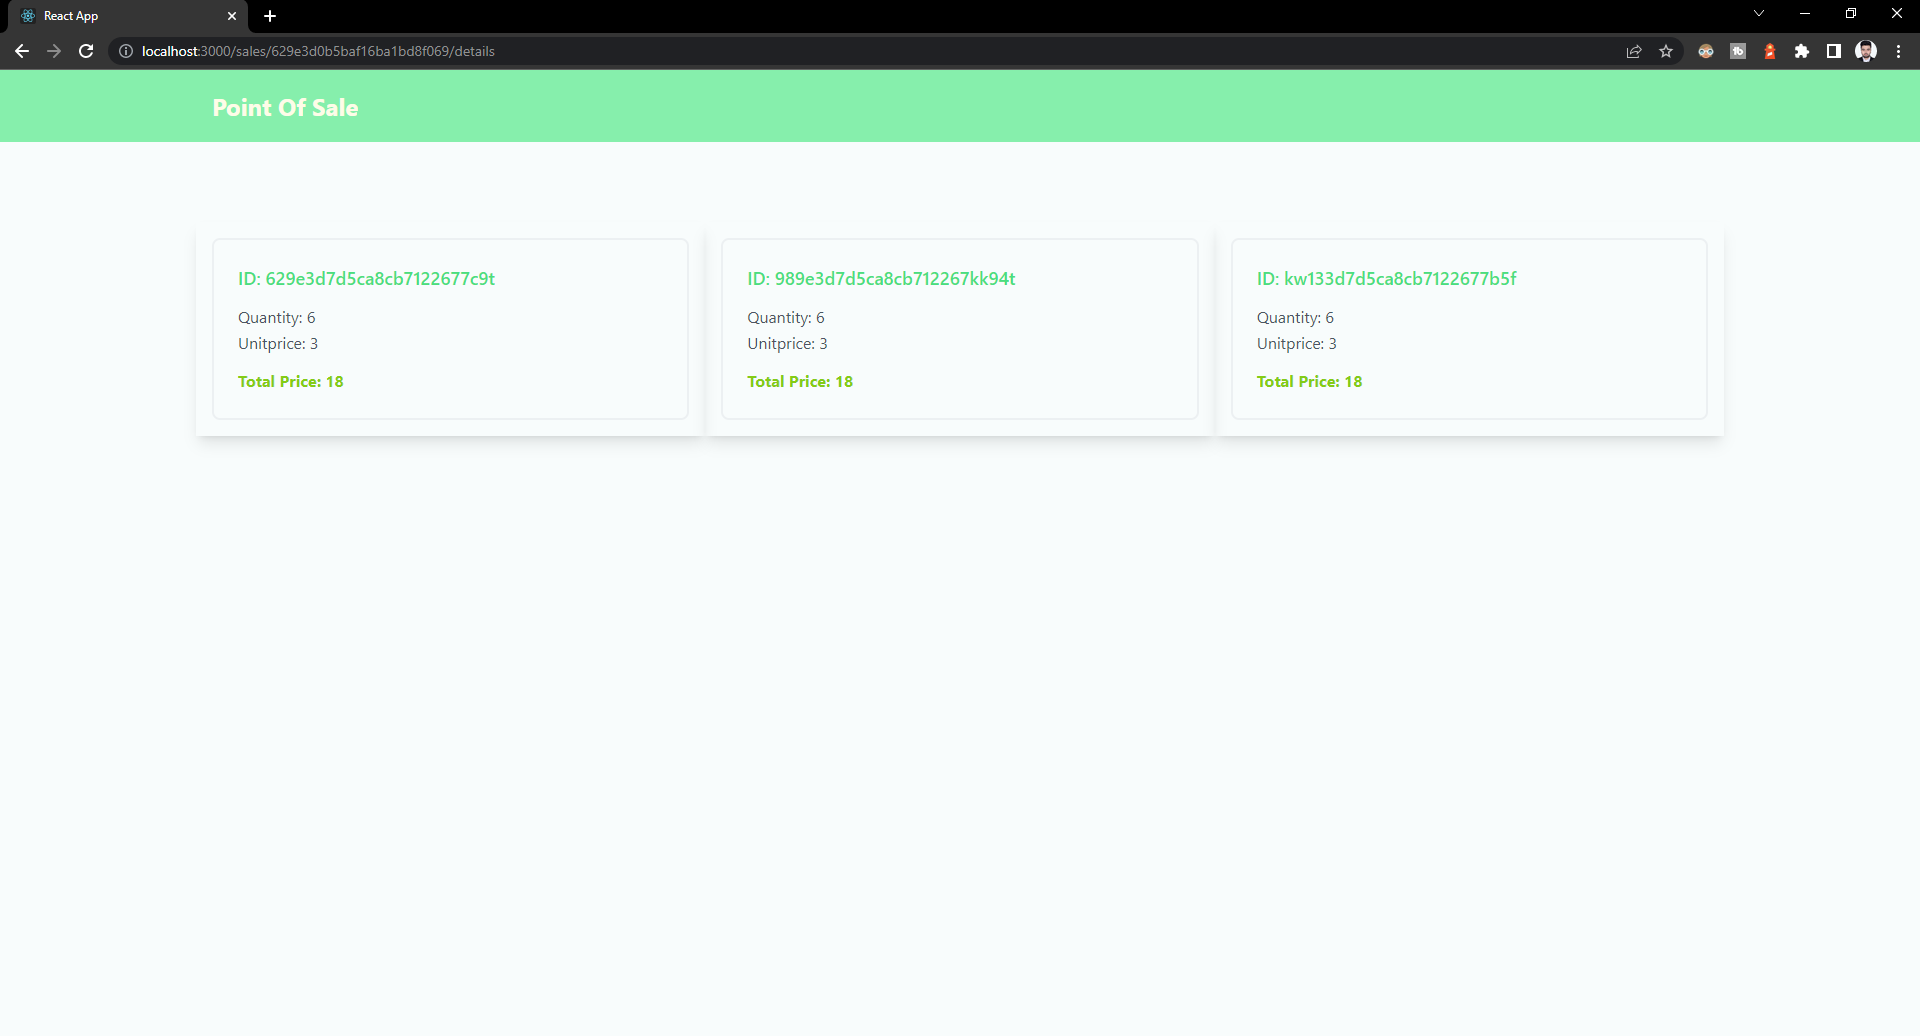 React App
localhost:3000/sales/629e3d0b5baf16ba1bd8f069/details
Point Of Sale
ID: 629e3d7d5ca8cb7122677c9t
Quantity: 6
Unitprice: 3
Total Price: 18
ID: 989e3d7d5ca8cb712267kk94t
Quantity: 6
Unitprice: 3
Total Price: 18
ID: kw133d7d5ca8cb7122677b5f
Quantity: 6
Unitprice: 3
Total Price: 18